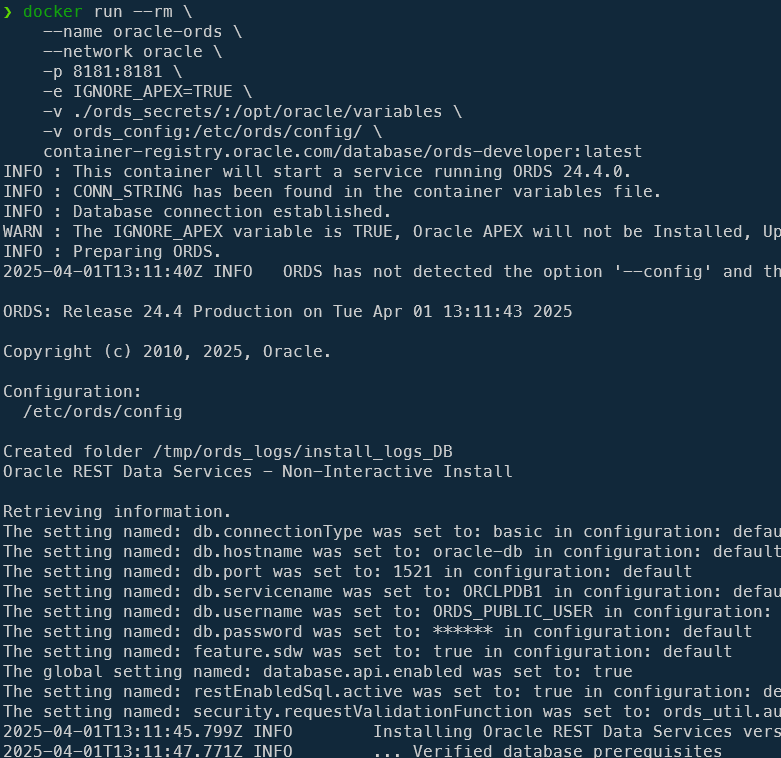 ❯ docker run --rm \
    --name oracle-ords \
    --network oracle \
    -p 8181:8181 \
    -e IGNORE_APEX=TRUE \
    -v ./ords_secrets/:/opt/oracle/variables \
    -v ords_config:/etc/ords/config/ \
    container-registry.oracle.com/database/ords-developer:latest
INFO : This container will start a service running ORDS 24.4.0.
INFO : CONN_STRING has been found in the container variables file.
INFO : Database connection established.
WARN : The IGNORE_APEX variable is TRUE, Oracle APEX will not be Installed, Up
INFO : Preparing ORDS.
2025-04-01T13:11:40Z INFO   ORDS has not detected the option '--config' and th

ORDS: Release 24.4 Production on Tue Apr 01 13:11:43 2025

Copyright (c) 2010, 2025, Oracle.

Configuration:
  /etc/ords/config

Created folder /tmp/ords_logs/install_logs_DB
Oracle REST Data Services - Non-Interactive Install

Retrieving information.
The setting named: db.connectionType was set to: basic in configuration: defau
The setting named: db.hostname was set to: oracle-db in configuration: default
The setting named: db.port was set to: 1521 in configuration: default
The setting named: db.servicename was set to: ORCLPDB1 in configuration: defau
The setting named: db.username was set to: ORDS_PUBLIC_USER in configuration:
The setting named: db.password was set to: ****** in configuration: default
The setting named: feature.sdw was set to: true in configuration: default
The global setting named: database.api.enabled was set to: true
The setting named: restEnabledSql.active was set to: true in configuration: de
The setting named: security.requestValidationFunction was set to: ords_util.au
2025-04-01T13:11:45.799Z INFO        Installing Oracle REST Data Services vers
2025-04-01T13:11:47.771Z INFO        ... Verified database prerequisites